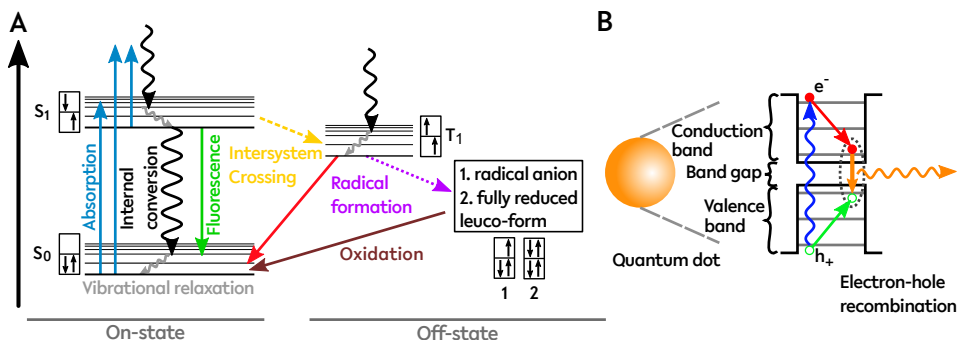 A
S1
S0
Absorption
Internal
conversion
Fluorescence
Vibrational relaxation
Intersystem
Crossing
T1
Radical
formation
1. radical anion
2. fully reduced
leuco-form
Oxidation
1 2
On-state
Off-state
B
Quantum dot
Conduction
band
Band gap
Valence
band
e-
h+
Electron-hole
recombination